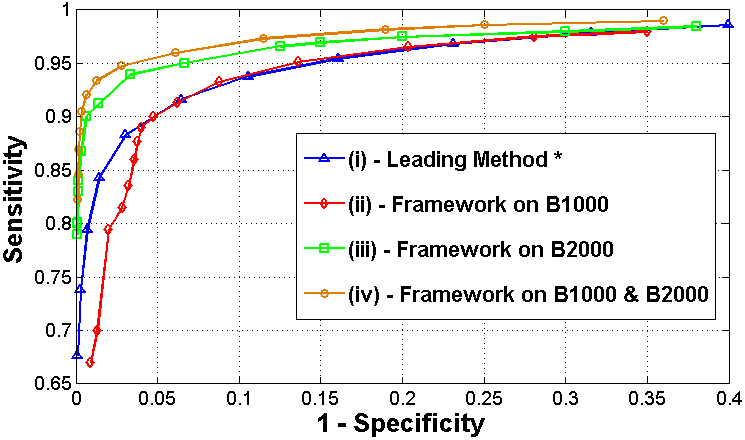 1
0.95
0.9
0.85
0.8
0.75
0.7
0.65
Sensitivity
(i) - Leading Method *
(ii) - Framework on B1000
(iii) - Framework on B2000
(iv) - Framework on B1000 & B2000
0 0.05 0.1 0.15 0.2 0.25 0.3 0.35 0.4
1 - Specificity